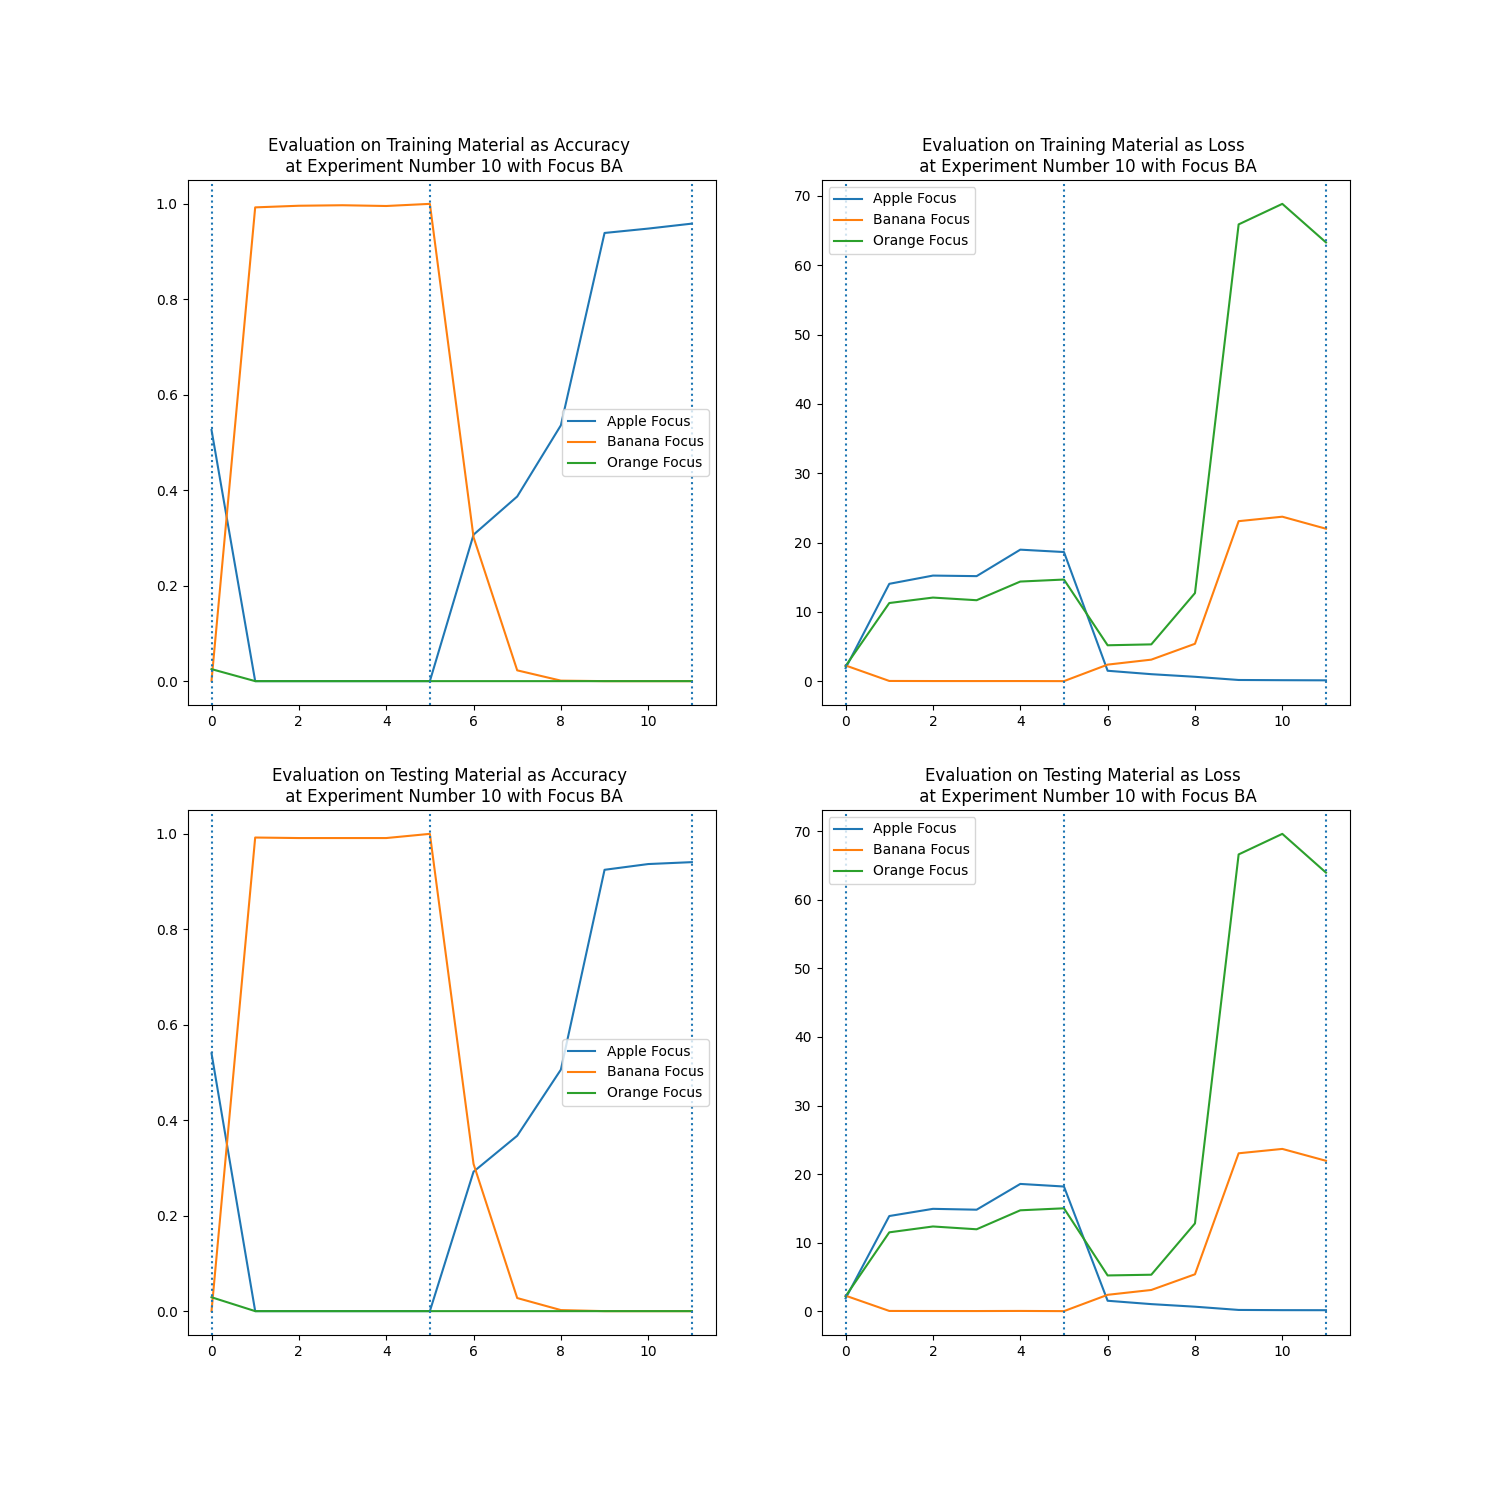 Evaluation on Training Material as Accuracy
at Experiment Number 10 with Focus BA
1.0
0.8
0.6
0.4
0.2
0.0
0 2 4 6 8 10
Apple Focus
Banana Focus
Orange Focus
Evaluation on Training Material as Loss
at Experiment Number 10 with Focus BA
70
60
50
40
30
20
10
0
0 2 4 6 8 10
Apple Focus
Banana Focus
Orange Focus
Evaluation on Testing Material as Accuracy
at Experiment Number 10 with Focus BA
1.0
0.8
0.6
0.4
0.2
0.0
0 2 4 6 8 10
Apple Focus
Banana Focus
Orange Focus
Evaluation on Testing Material as Loss
at Experiment Number 10 with Focus BA
70
60
50
40
30
20
10
0
0 2 4 6 8 10
Apple Focus
Banana Focus
Orange Focus